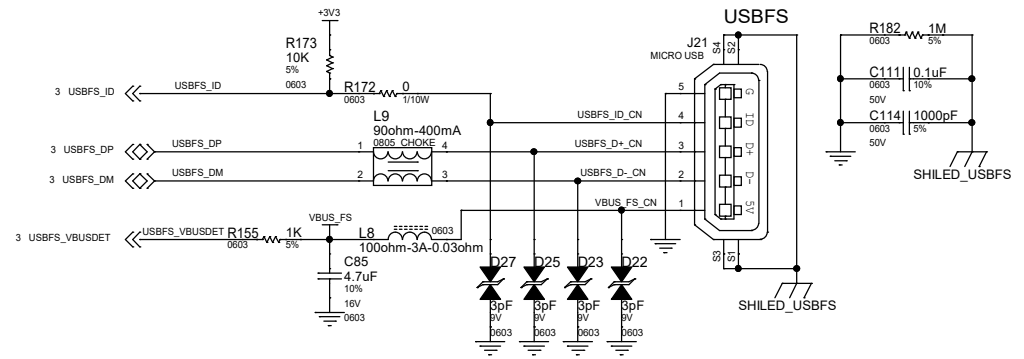 USBFS
+3V3
R173
10K
5%
0603
J21
MICRO USB
S4
S2
R182
1M
0603
5%
C111
0.1uF
0603
10%
50V
C114
1000pF
0603
5%
50V
SHILED_USBFS
3 USBFS_ID
USBFS_ID
R172
0
0603
1/10W
5
G
USBFS_ID_CN
4
ID
L9
90ohm-400mA
0805 CHOKE
3 USBFS_DP
USBFS_DP
1
4
USBFS_D+_CN
3
D+
3 USBFS_DM
USBFS_DM
2
3
USBFS_D-_CN
2
D-
VBUS_FS_CN
1
5V
3 USBFS_VBUSDET
USBFS_VBUSDET
R155
1K
0603
5%
VBUS_FS
L8
0603
100ohm-3A-0.03ohm
S3
S1
C85
4.7uF
10%
16V
0603
D27
D25
D23
D22
3pF
3pF
3pF
3pF
9V
9V
9V
9V
0603
0603
0603
0603
SHILED_USBFS